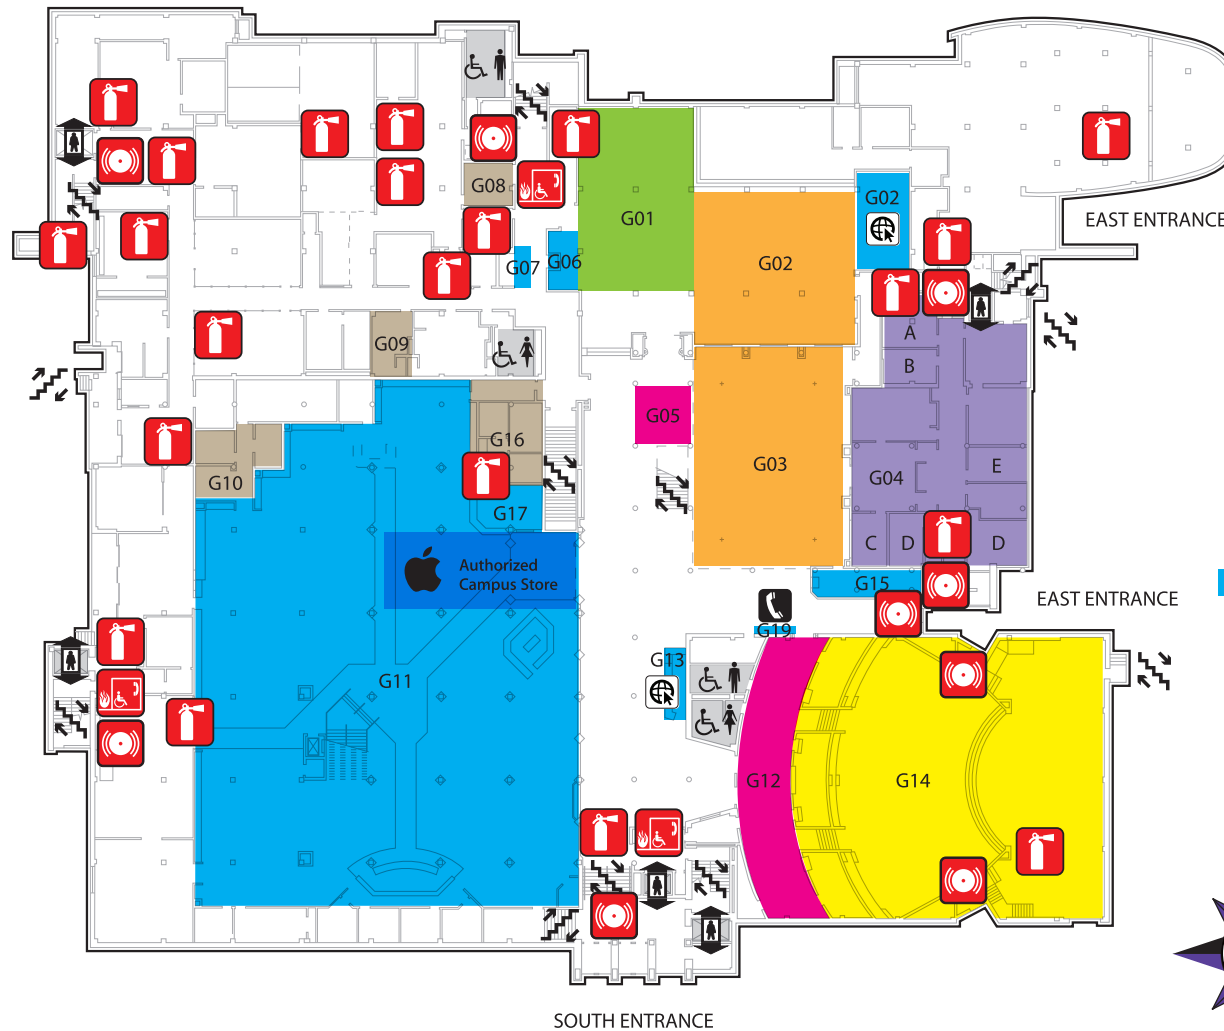 G08
G01
G02
EAST ENTRANCE
G07
G06
G02
A
G09
B
G05
G16
G03
E
G10
G04
G17
C
D
D
Authorized
Campus Store
G15
EAST ENTRANCE
G19
G13
G11
G12
G14
SOUTH ENTRANCE